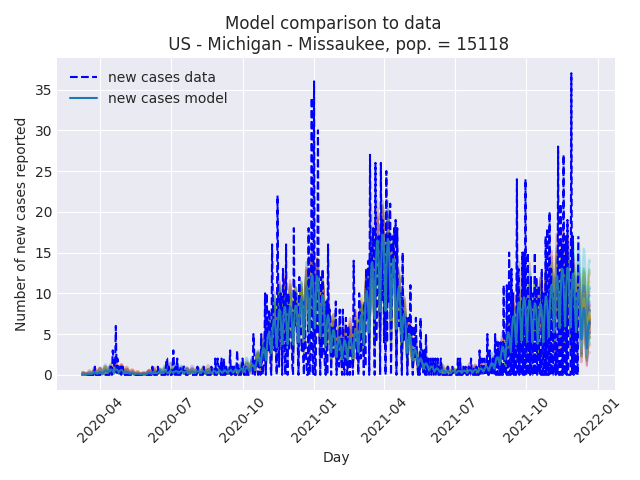 Model comparison to data
US - Michigan - Missaukee, pop. = 15118
new cases data
new cases model
Number of new cases reported
35
30
25
20
15
10
5
0
2020-04
2020-07
2020-10
2021-01
2021-04
2021-07
2021-10
2022-01
Day